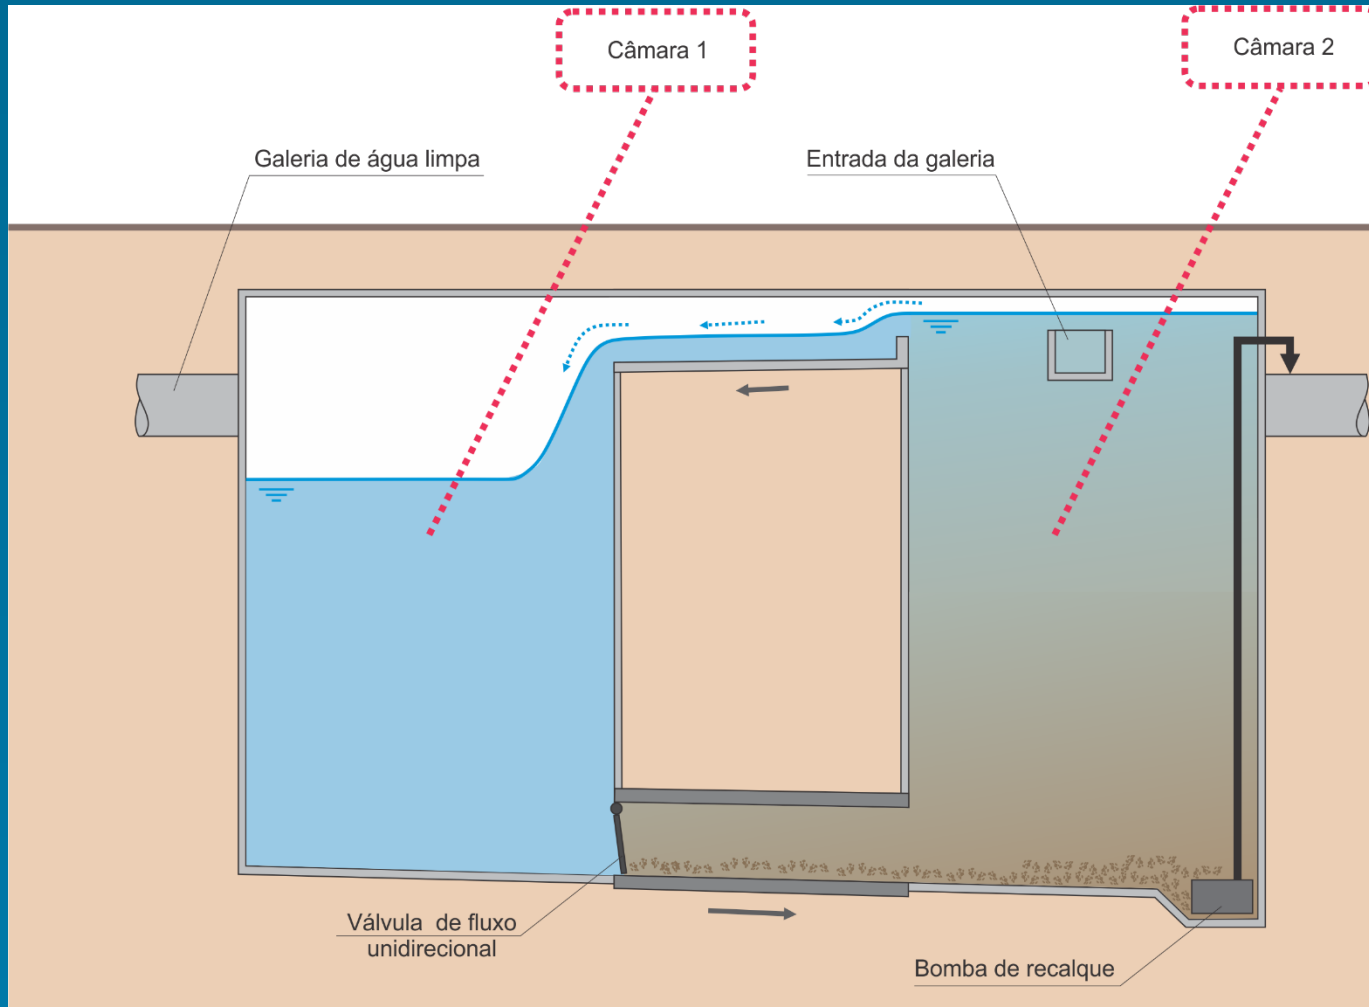 Câmara 1
Câmara 2
Galeria de água limpa
Entrada da galeria
Válvula de fluxo
unidirecional
Bomba de recalque